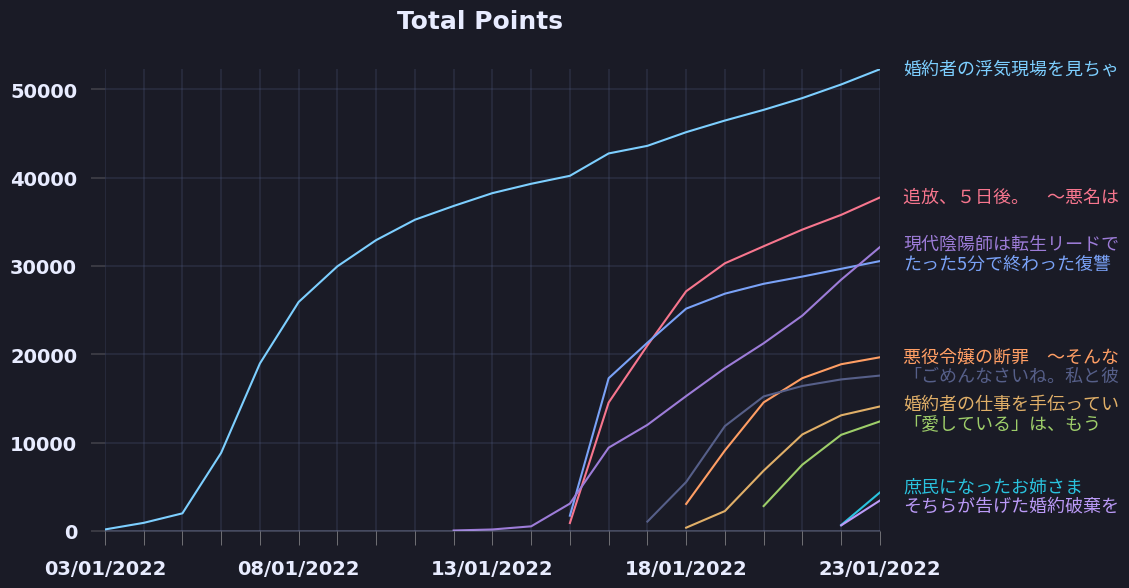 Total Points
50000
40000
30000
20000
10000
0
03/01/2022
08/01/2022
13/01/2022
18/01/2022
23/01/2022
婚約者の浮気現場を見ちゃ
追放、５日後。　〜悪名は
現代陰陽師は転生リードで
たった5分で終わった復讐
悪役令嬢の断罪　〜そんな
「ごめんなさいね。私と彼
婚約者の仕事を手伝ってい
「愛している」は、もう
庶民になったお姉さま
そちらが告げた婚約破棄を